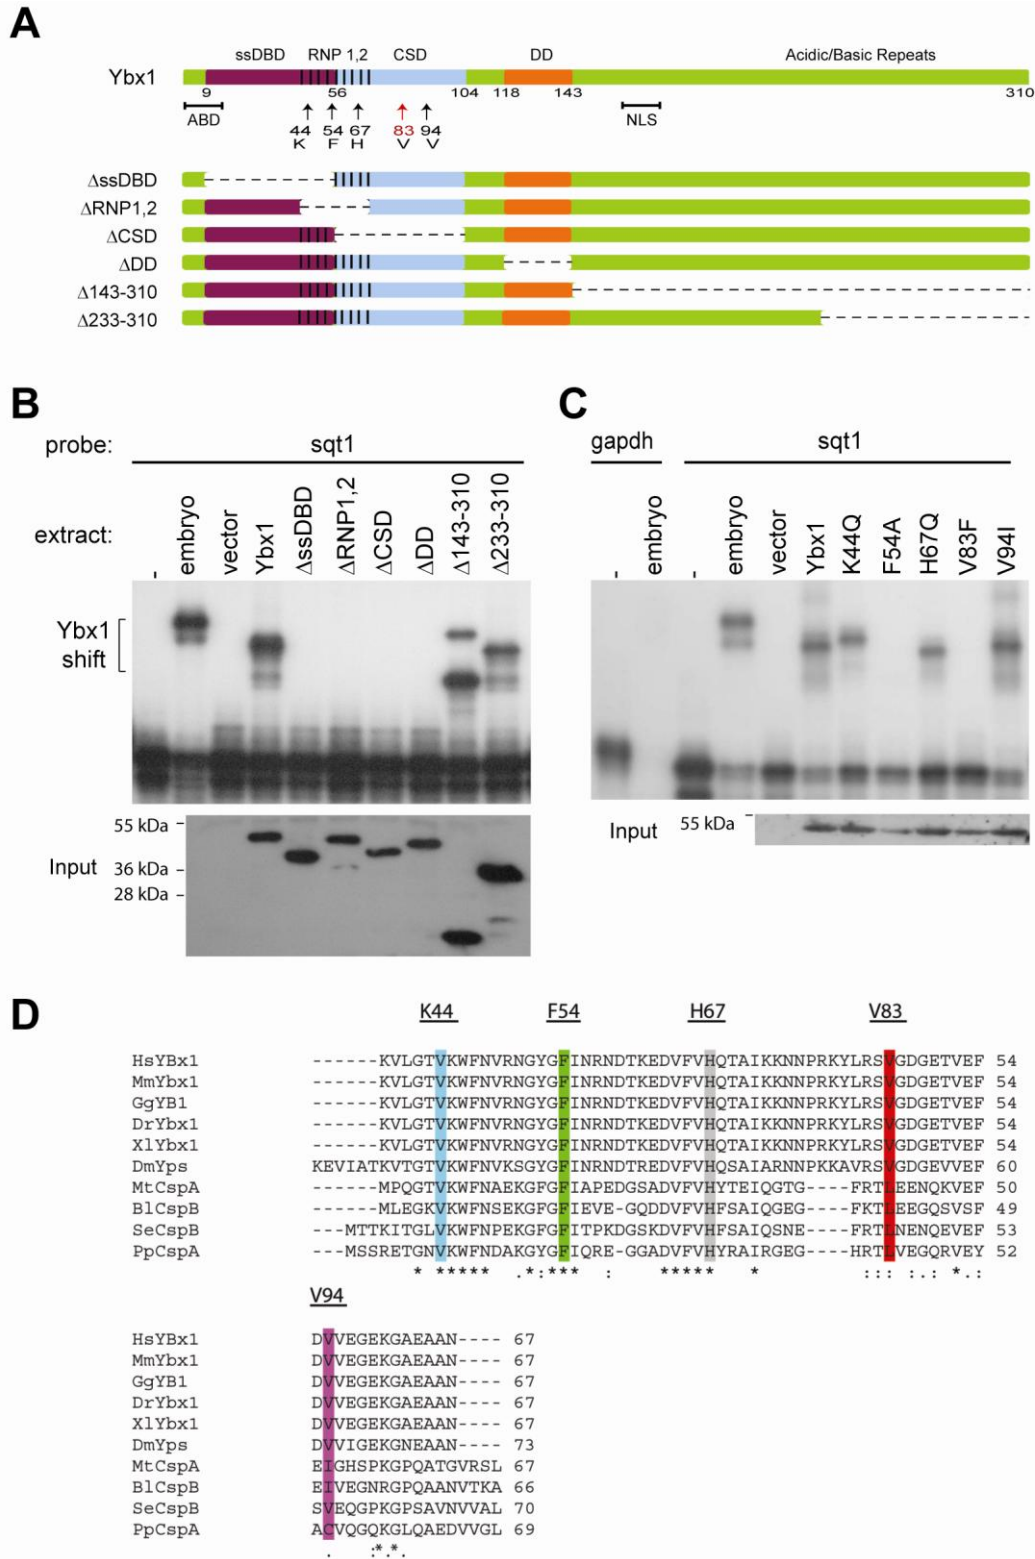 A
ssDBD RNP 1,2 CSD DD Acidic/Basic Repeats
Ybx1
9 56 104 118 143 310
ABD NLS
44 54 67 83 94
K F H V V
ΔssDBD
ΔRNP1,2
ΔCSD
ΔDD
Δ143-310
Δ233-310
B
probe: sqt1
extract: - embryo vector Ybx1 ΔssDBD ΔRNP1,2 ΔCSD ΔDD Δ143-310 Δ233-310
Ybx1
shift
55 kDa
Input 36 kDa
28 kDa
C
gapdh sqt1
- embryo - embryo vector Ybx1 K44Q F54A H67Q V83F V94I
Input 55 kDa
D
K44 F54 H67 V83
HsYBx1 ------KVLGTVKWFNVRNGYGFINRNDTKEDVFVHQTAIKKNNPRKYLRSVGDGETVEF 54
MmYbx1 ------KVLGTVKWFNVRNGYGFINRNDTKEDVFVHQTAIKKNNPRKYLRSVGDGETVEF 54
GgYB1 ------KVLGTVKWFNVRNGYGFINRNDTKEDVFVHQTAIKKNNPRKYLRSVGDGETVEF 54
DrYbx1 ------KVLGTVKWFNVRNGYGFINRNDTKEDVFVHQTAIKKNNPRKYLRSVGDGETVEF 54
XlYbx1 ------KVLGTVKWFNVRNGYGFINRNDTKEDVFVHQTAIKKNNPRKYLRSVGDGETVEF 54
DmYps KEVIATKVTGTVKWFNVKSGYGFINRNDTREDVFVHQSAIARNNPKKAVRSVGDGEVVEF 60
MtCspA ------MPQGTVKWFNAEKGFGFIAPEDGSADVFVHYTEIQGTG----FRTLEENQKVEF 50
BlCspB ------MLEGKVKWFNSEKGFGFIEVE-GQDDVFVHFSAIQGEG----FKTLEEGQSVSF 49
SeCspB ---MTTKITGLVKWFNPEKGFGFITPKDGSKDVFVHFSAIQSNE----FRTLNENQEVEF 53
PpCspA ---MSSRETGNVKWFNDAKGYGFIQRE-GGADVFVHYRAIRGEG----HRTLVEGQRVEY 52
* ***** .*:*** : ***** * ::: :.: *.:
V94
HsYBx1 DVVEGEKGAEAAN---- 67
MmYbx1 DVVEGEKGAEAAN---- 67
GgYB1 DVVEGEKGAEAAN---- 67
DrYbx1 DVVEGEKGAEAAN---- 67
XlYbx1 DVVEGEKGAEAAN---- 67
DmYps DVVIGEKGNEAAN---- 73
MtCspA EIGHSPKGPQATGVRSL 67
BlCspB EIVEGNRGPQAANVTKA 66
SeCspB SVEQGPKGPSAVNVVAL 70
PpCspA ACVQGQKGLQAEDVVGL 69
. :*.*.